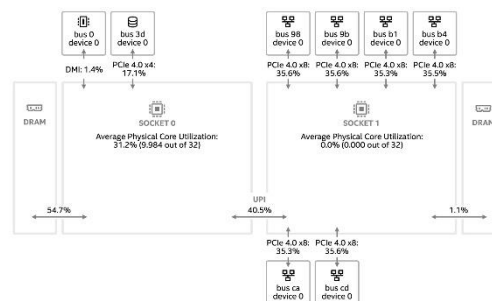 bus 0
device 0
bus 3d
device 0
bus 98
device 0
bus 9b
device 0
bus b1
device 0
bus b4
device 0
DMI: 1.4%
PCIe 4.0 x4:
17.1%
PCIe 4.0 x8:
35.6%
PCIe 4.0 x8:
35.6%
PCIe 4.0 x8:
35.3%
PCIe 4.0 x8:
35.5%
DRAM
SOCKET 0
Average Physical Core Utilization:
31.2% (9.984 out of 32)
SOCKET 1
Average Physical Core Utilization:
0.0% (0.000 out of 32)
DRAM
UPI
54.7%
40.5%
1.1%
PCIe 4.0 x8:
35.3%
PCIe 4.0 x8:
35.6%
bus ca
device 0
bus cd
device 0